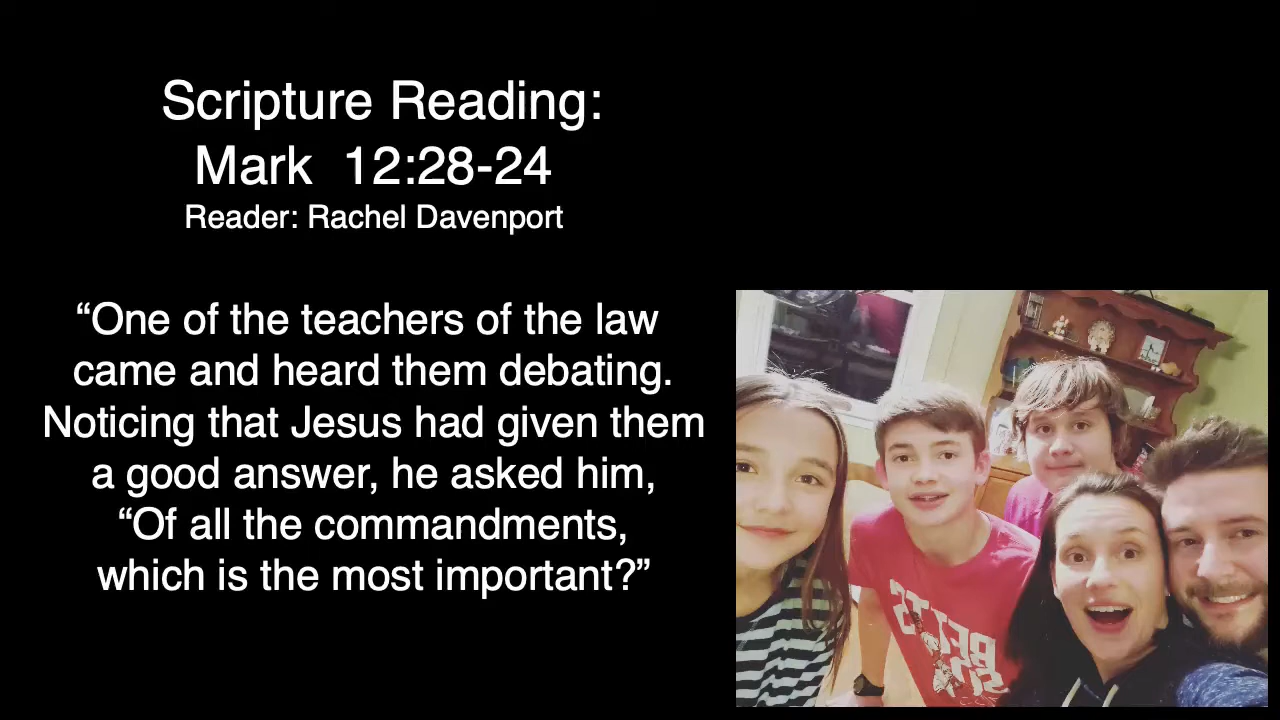 Scripture Reading:
Mark 12:28-24
Reader: Rachel Davenport
“One of the teachers of the law
came and heard them debating.
Noticing that Jesus had given them
a good answer, he asked him,
“Of all the commandments,
which is the most important?”